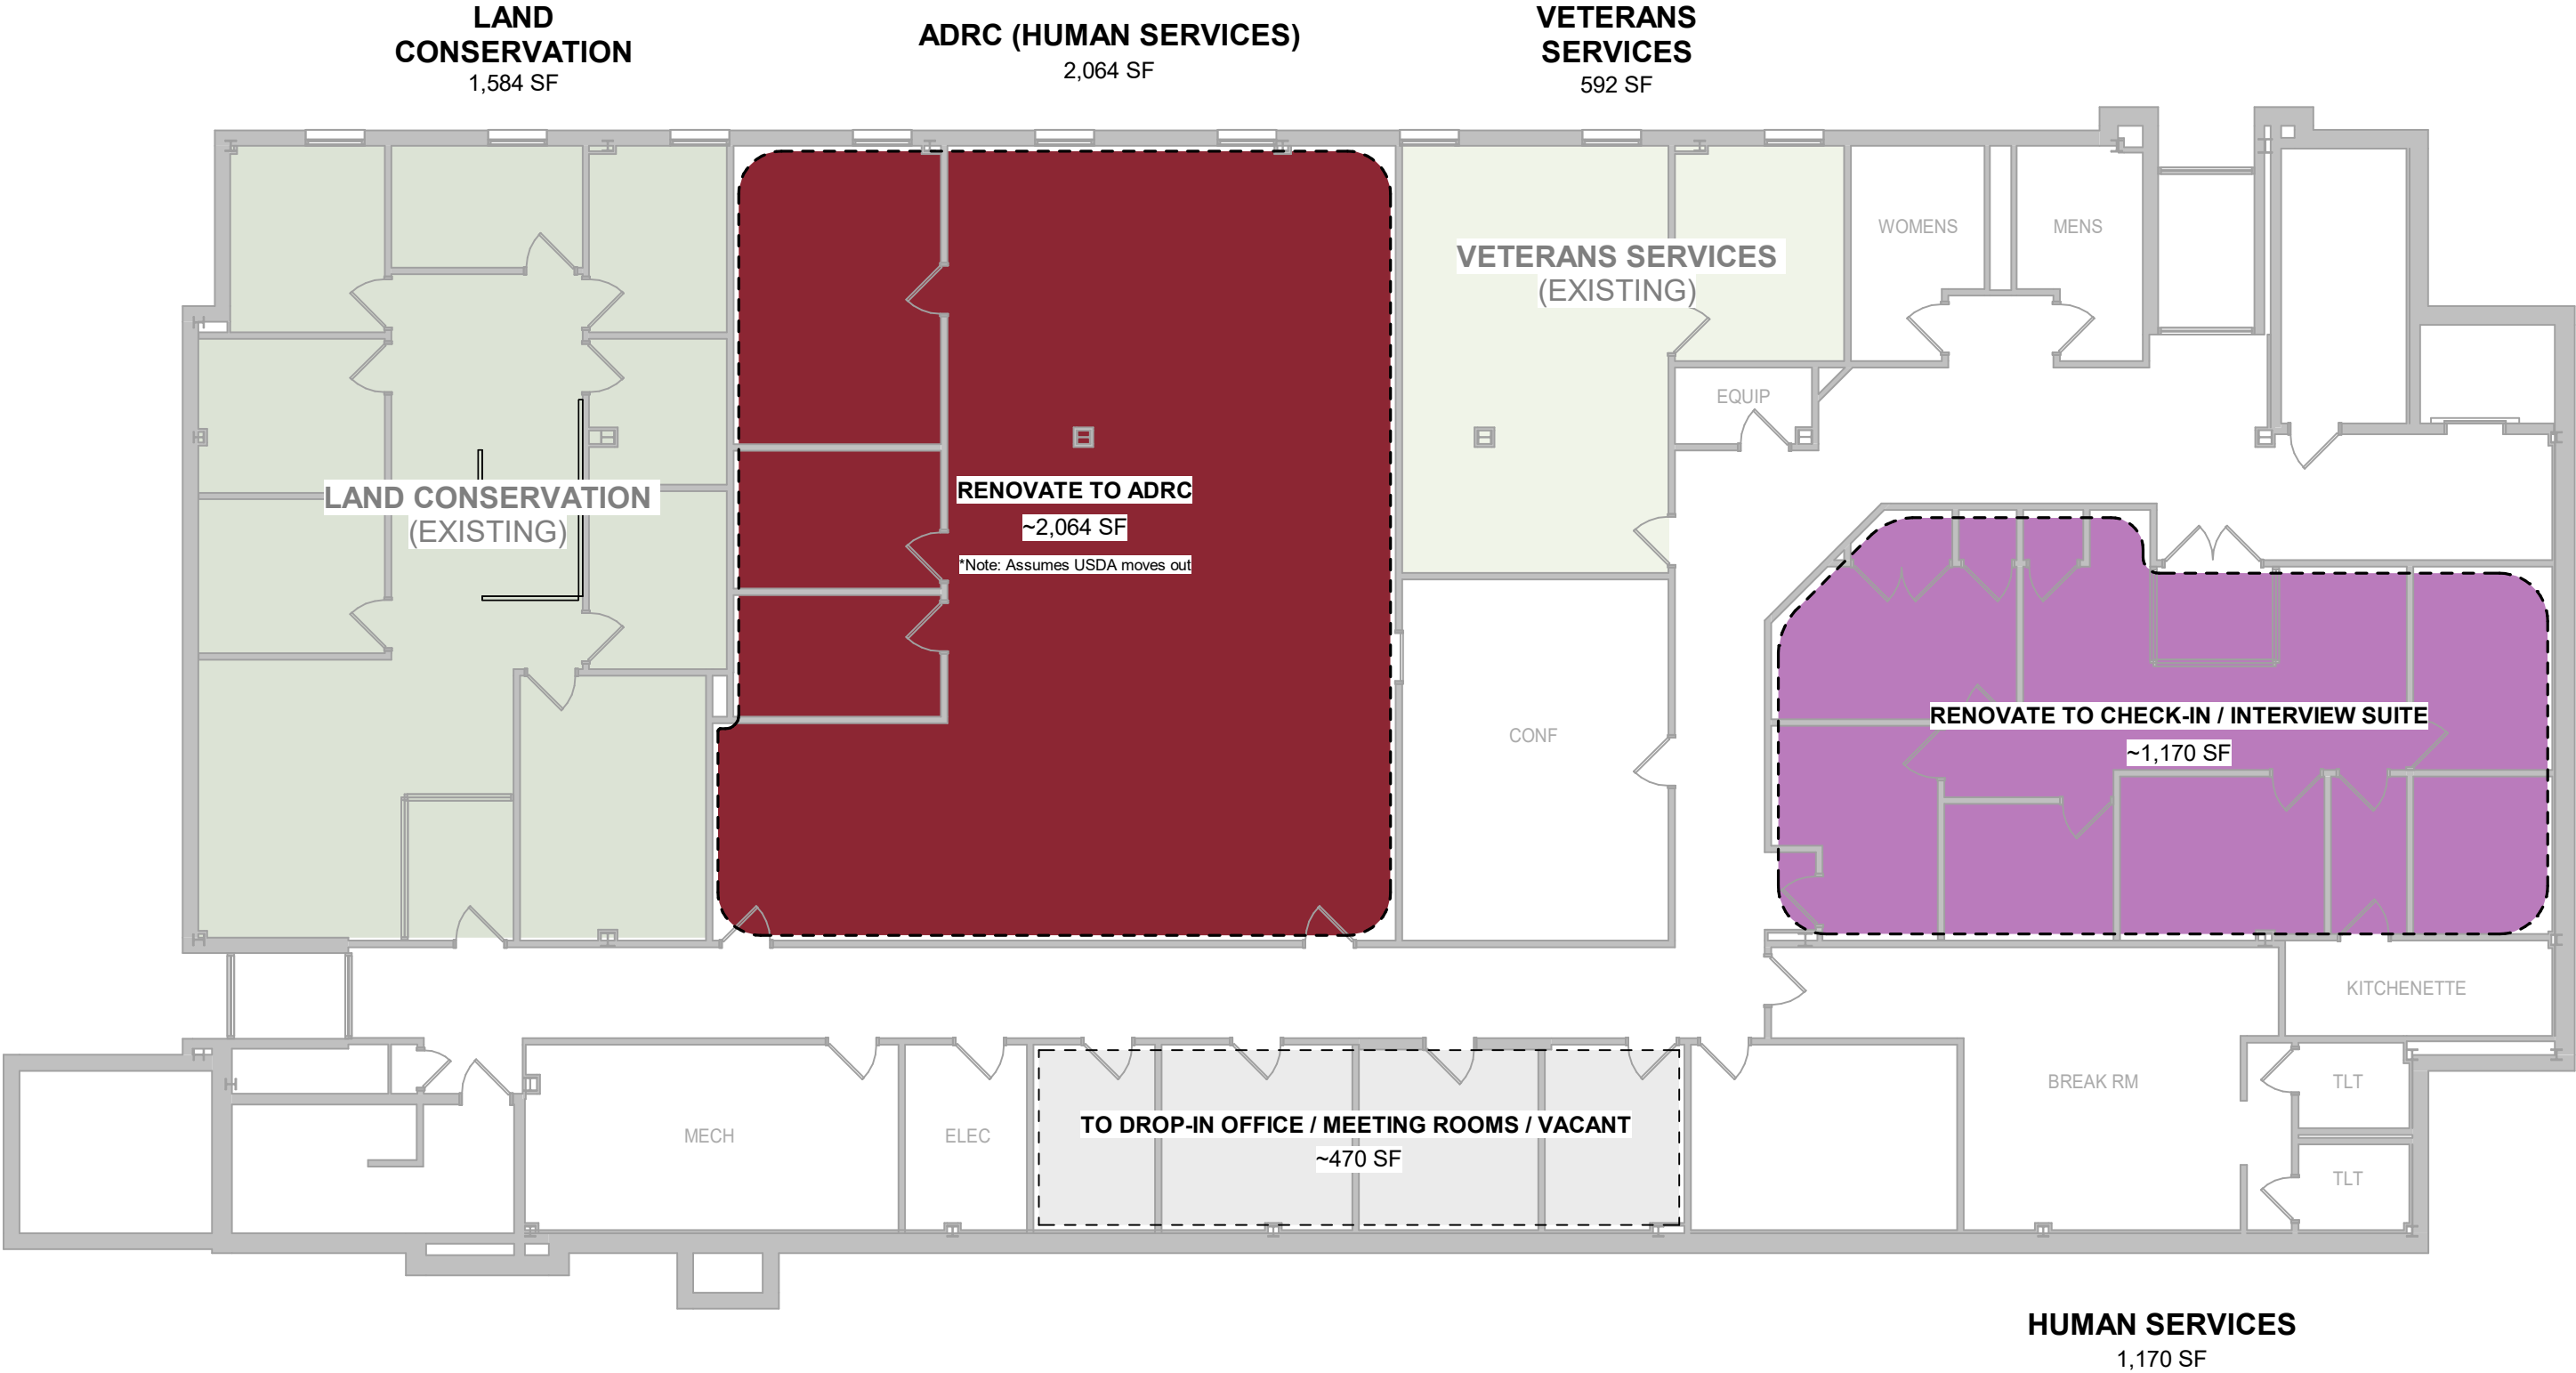 LAND
CONSERVATION
1,584 SF
ADRC (HUMAN SERVICES)
2,064 SF
VETERANS
SERVICES
592 SF
WOMENS
MENS
VETERANS SERVICES
(EXISTING)
EQUIP
LAND CONSERVATION
(EXISTING)
RENOVATE TO ADRC
~2,064 SF
*Note: Assumes USDA moves out
CONF
RENOVATE TO CHECK-IN / INTERVIEW SUITE
~1,170 SF
KITCHENETTE
MECH
ELEC
TO DROP-IN OFFICE / MEETING ROOMS / VACANT
~470 SF
BREAK RM
TLT
TLT
HUMAN SERVICES
1,170 SF